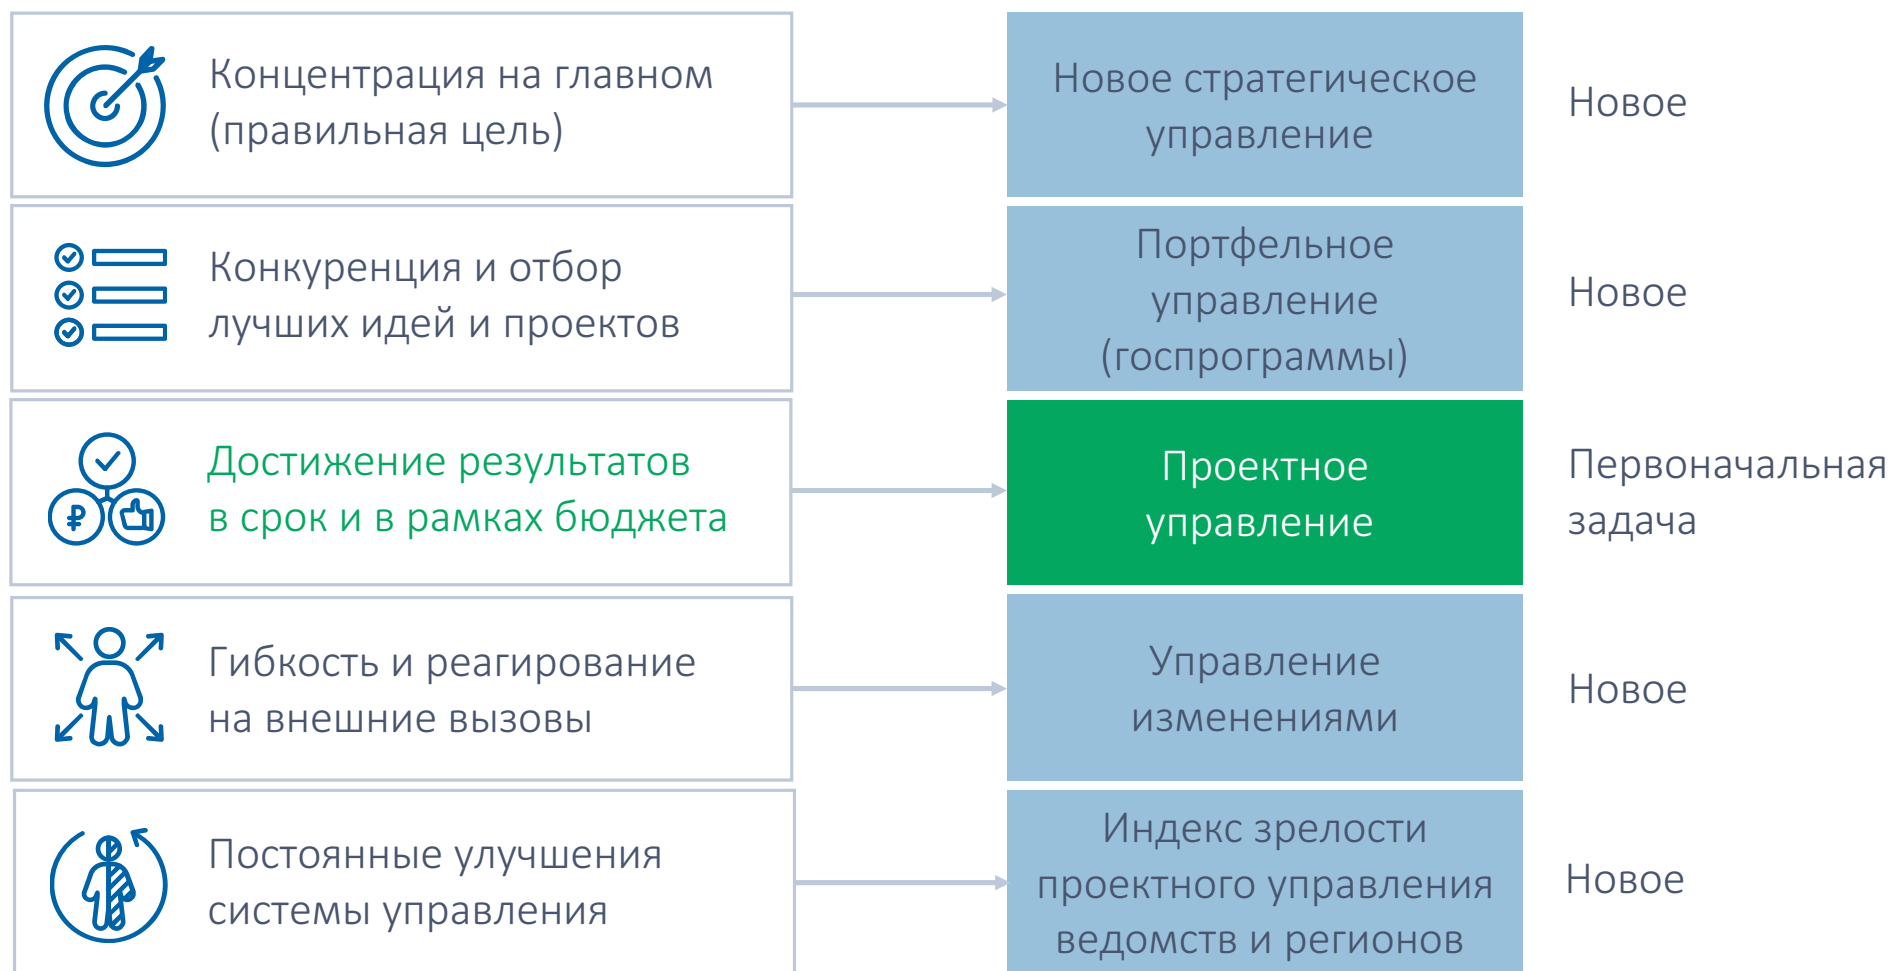 Концентрация на главном
(правильная цель)
Новое стратегическое
управление
Новое
Конкуренция и отбор
лучших идей и проектов
Портфельное
управление
(госпрограммы)
Новое
Достижение результатов
в срок и в рамках бюджета
Проектное
управление
Первоначальная
задача
Гибкость и реагирование
на внешние вызовы
Управление
изменениями
Новое
Постоянные улучшения
системы управления
Индекс зрелости
проектного управления
ведомств и регионов
Новое